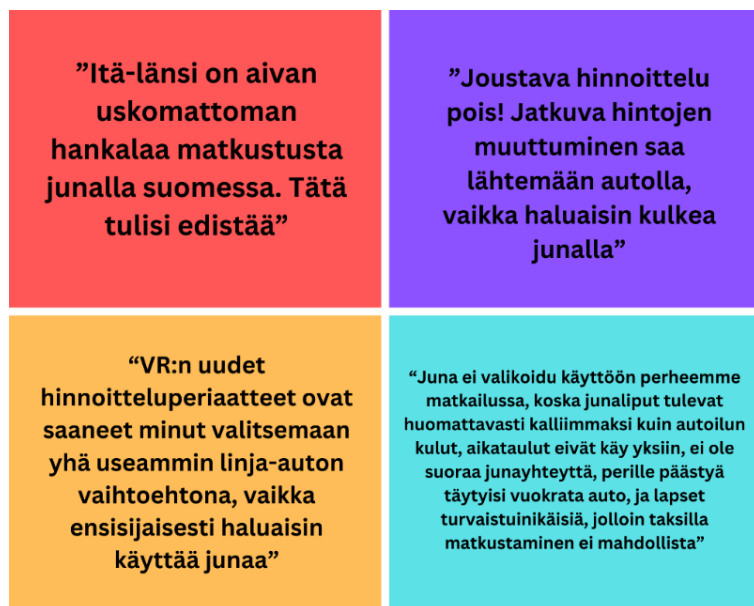 ”Itä-länsi on aivan
uskomattoman
hankalaa matkustusta
junalla suomessa. Tätä
tulisi edistää”
”Joustava hinnoittelu
pois! Jatkuva hintojen
muuttuminen saa
lähtemään autolla,
vaikka haluaisin kulkea
junalla”
“VR:n uudet
hinnoitteluperiaatteet ovat
saaneet minut valitsemaan
yhä useammin linja-auton
vaihtoehtona, vaikka
ensisijaisesti haluaisin
käyttää junaa”
“Juna ei valikoidu käyttöön perheemme
matkailussa, koska junaliput tulevat
huomattavasti kalliimmaksi kuin autoilun
kulut, aikataulut eivät käy yksiin, ei ole
suoraa junayhteyttä, perille päästyä
täytyisi vuokrata auto, ja lapset
turvaistuinikäisiä, jolloin taksilla
matkustaminen ei mahdollista”